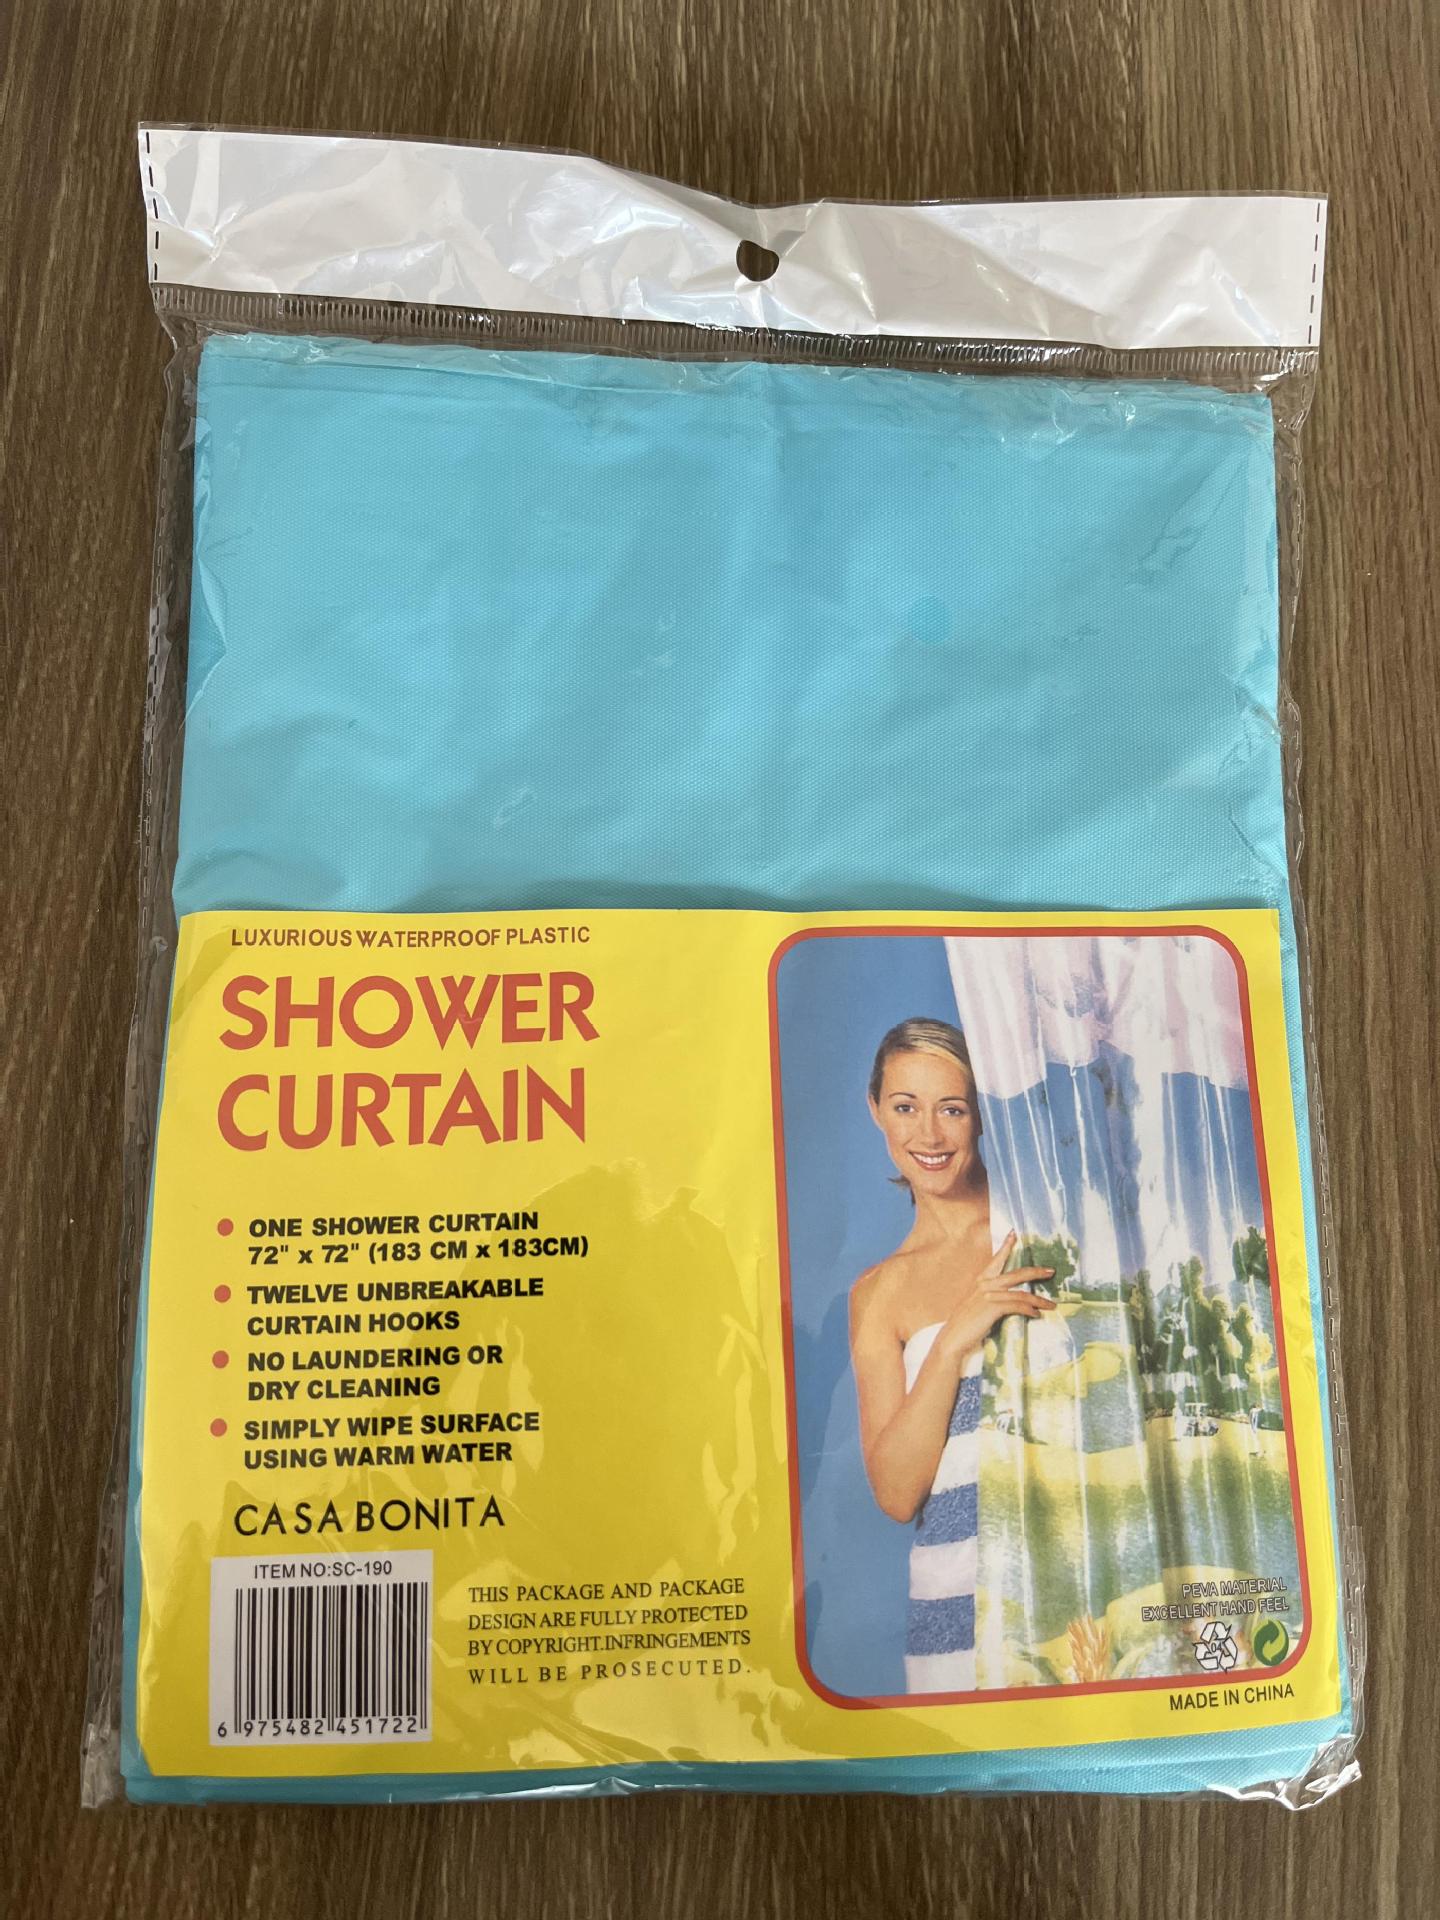 LUXURIOUS WATERPROOF PLASTIC
SHOWER
CURTAIN
ONE SHOWER CURTAIN
72" x 72" (183 CM x 183CM)
TWELVE UNBREAKABLE
CURTAIN HOOKS
NO LAUNDERING OR
DRY CLEANING
SIMPLY WIPE SURFACE
USING WARM WATER
CASA BONITA
ITEM NO:SC-190
6 975482 451722
THIS PACKAGE AND PACKAGE
DESIGN ARE FULLY PROTECTED
BY COPYRIGHT.INFRINGEMENTS
WILL BE PROSECUTED.
PEVA MATERIAL
EXCELLENT HAND FEEL
04
MADE IN CHINA